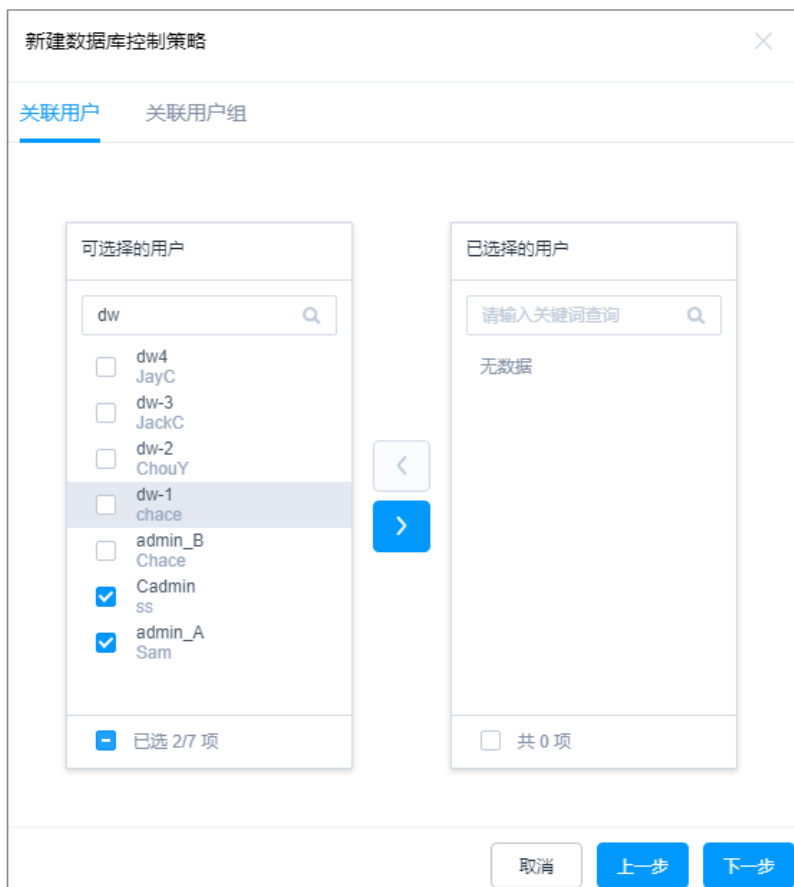 新建数据库控制策略
关联用户 关联用户组
可选择的用户
dw
dw4
JayC
dw-3
JackC
dw-2
ChouY
dw-1
chace
admin_B
Chace
Cadmin
ss
admin_A
Sam
已选 2/7 项
已选择的用户
请输入关键词查询
无数据
共 0 项
取消 上一步 下一步